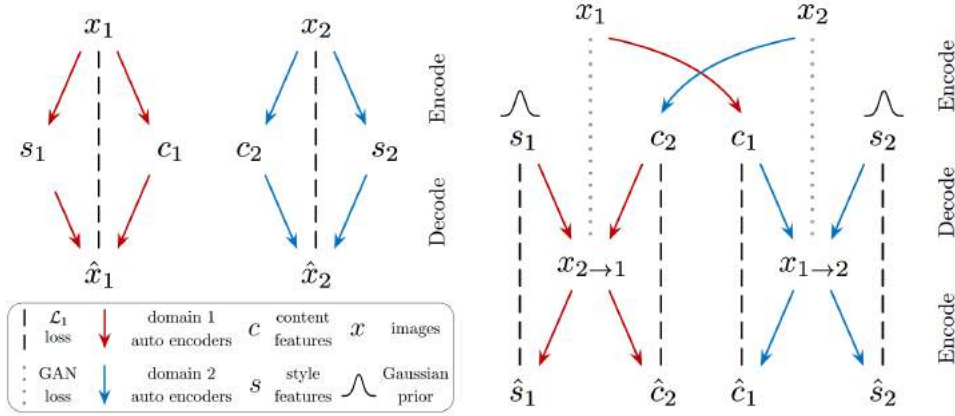 x₁ x₂
Encode
s₁ c₁ c₂ s₂
Decode
x̂₁ x̂₂
ℒ₁ loss
domain 1 auto encoders
c
content features
x
images
GAN loss
domain 2 auto encoders
s
style features
Gaussian prior
x₁ x₂
Encode
s₁ c₂ c₁ s₂
Decode
x₂→₁ x₁→₂
Encode
ŝ₁ ĉ₂ ĉ₁ ŝ₂